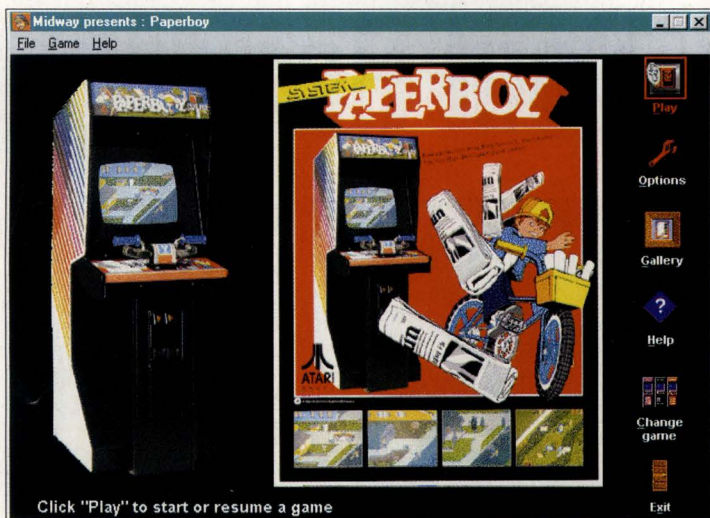 Midway presents : Paperboy
File Game Help
PAPERBOY
SYSTEM
PAPERBOY
ATARI
Play
Options
Gallery
?
Help
Change
game
Exit
Click "Play" to start or resume a game